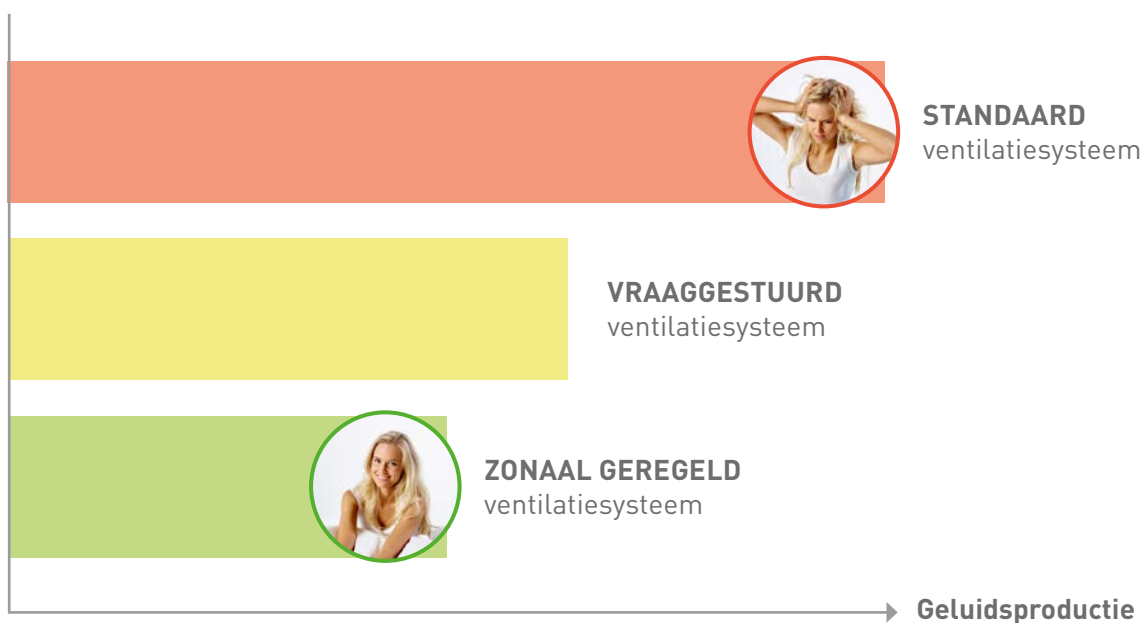 STANDAARD
ventilatiesysteem
VRAAGGESTUURD
ventilatiesysteem
ZONAAL GEREGELD
ventilatiesysteem
Geluidsproductie